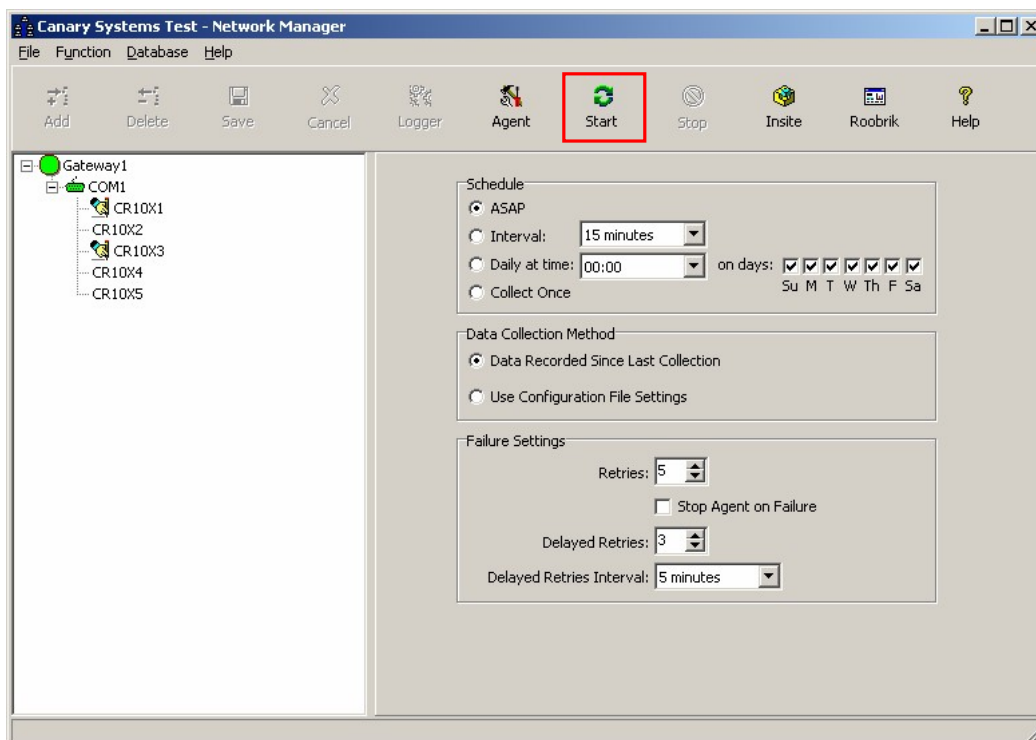 Canary Systems Test - Network Manager
File Function Database Help
Add Delete Save Cancel Logger Agent Start Stop Insite Roobrik Help
Gateway1
COM1
CR10X1
CR10X2
CR10X3
CR10X4
CR10X5
Schedule
ASAP
Interval: 15 minutes
Daily at time: 00:00 on days:
Su M T W Th F Sa
Collect Once
Data Collection Method
Data Recorded Since Last Collection
Use Configuration File Settings
Failure Settings
Retries: 5
Stop Agent on Failure
Delayed Retries: 3
Delayed Retries Interval: 5 minutes